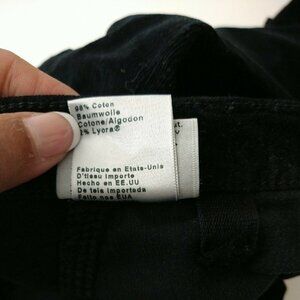 98% Coton
Baumwolle
Cotone/Algodon
2% Lycra®
Fabrique en Etats-Unis
D'tissu Importe
Hecho en EE.UU
De tela importada
Feito nos EUA